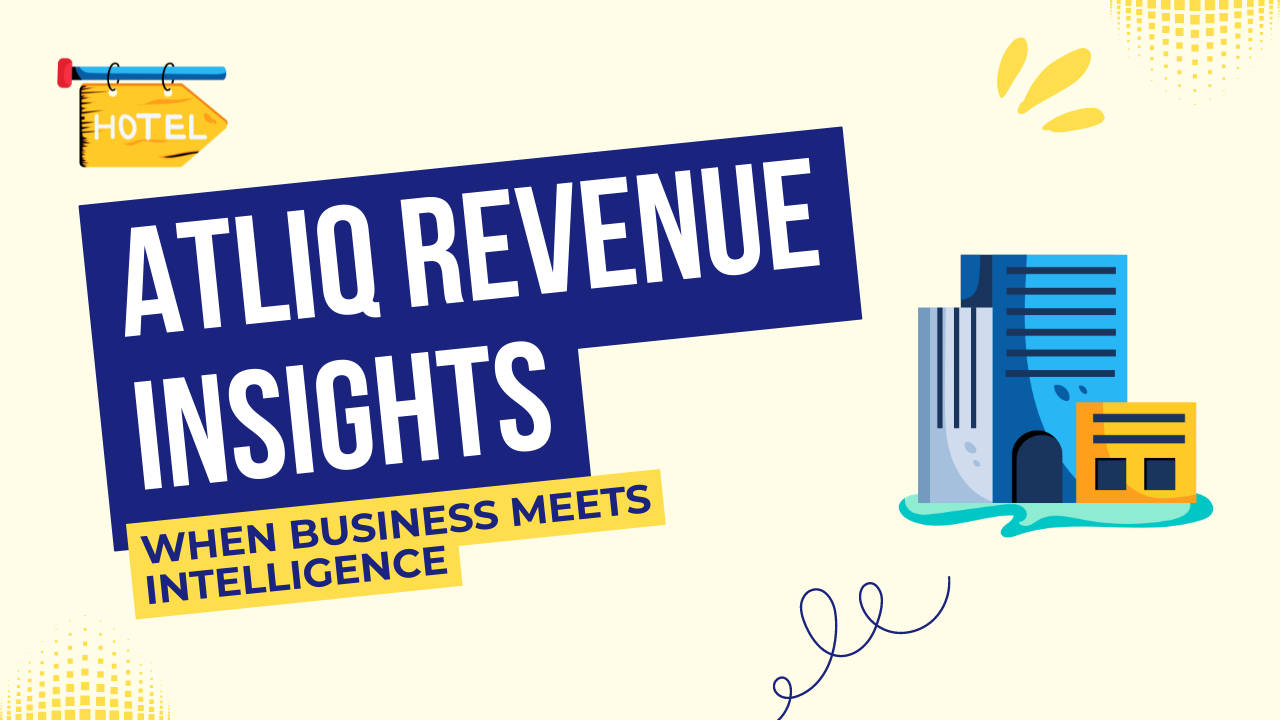 HOTEL
ATLIQ REVENUE
INSIGHTS
WHEN BUSINESS MEETS
INTELLIGENCE